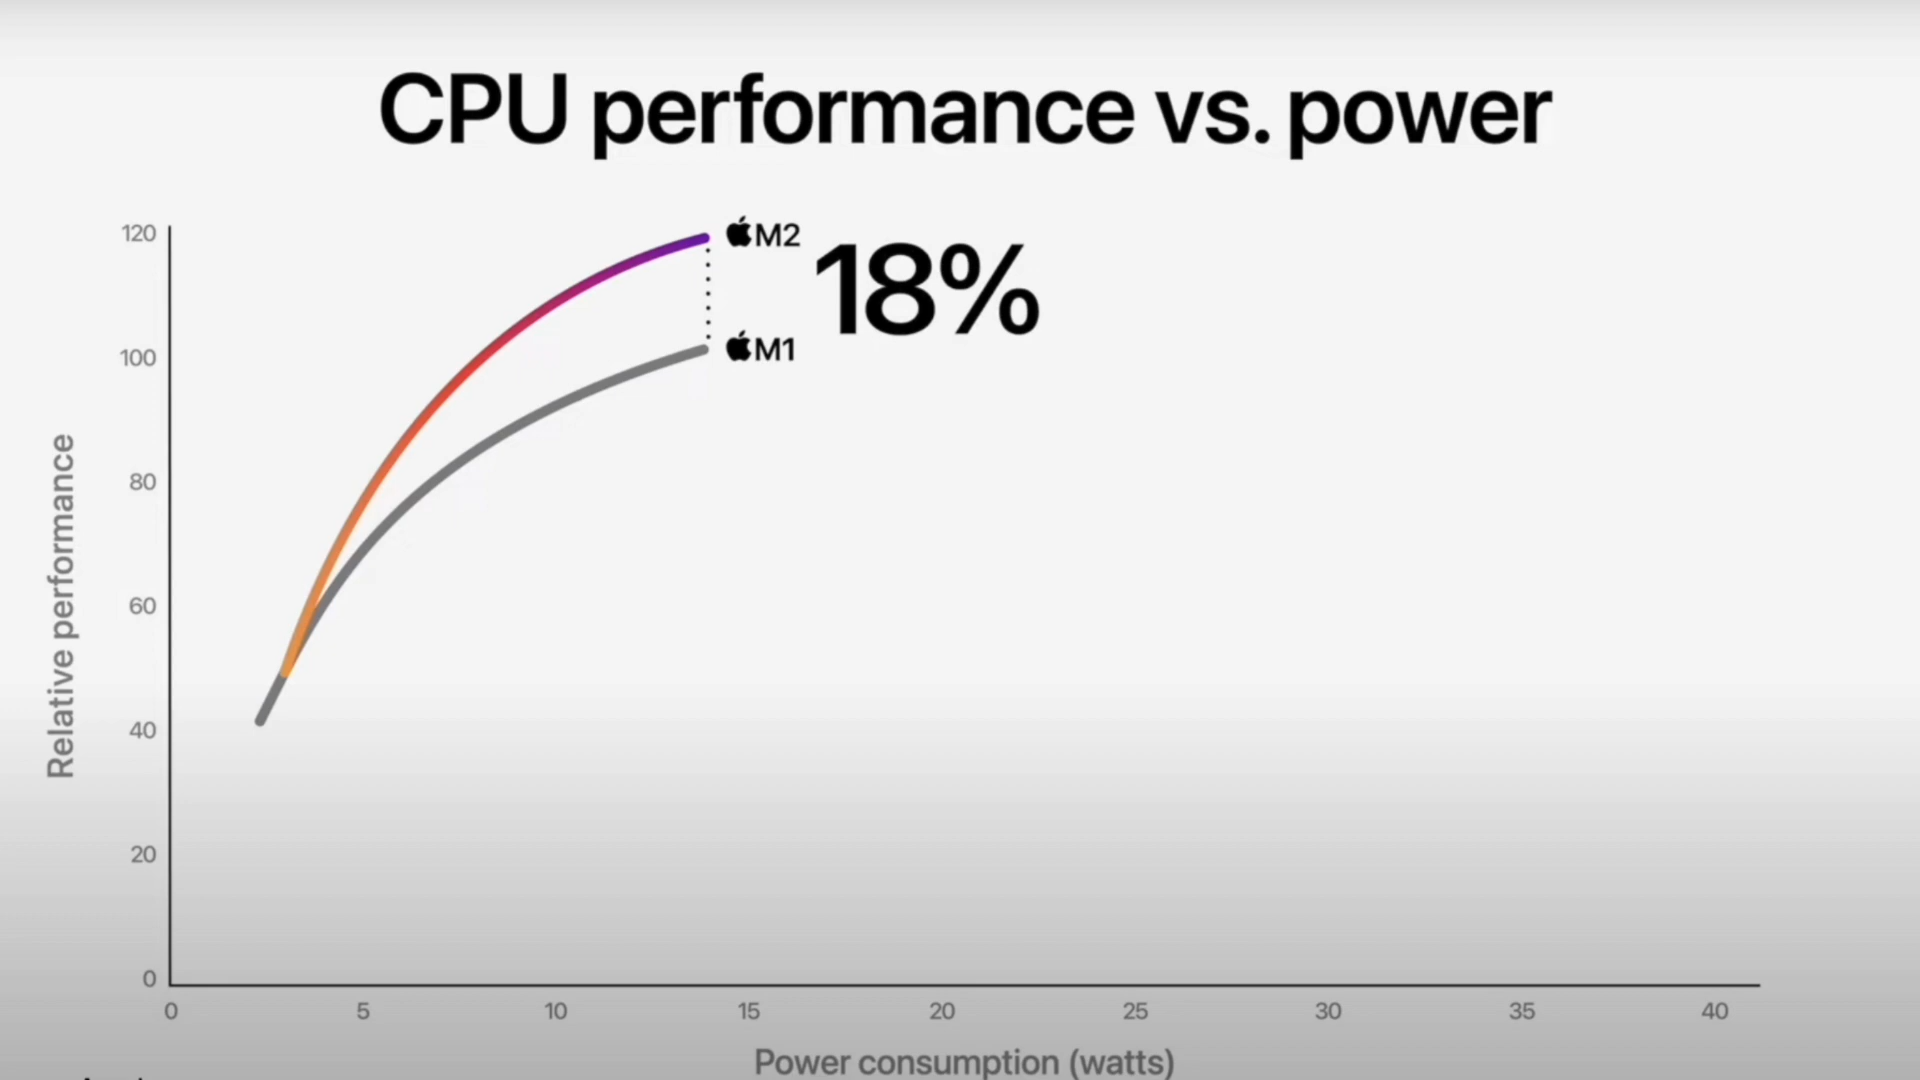 CPU performance vs. power
120
M2
18%
M1
100
80
60
40
20
0
Relative performance
0 5 10 15 20 25 30 35 40
Power consumption (watts)